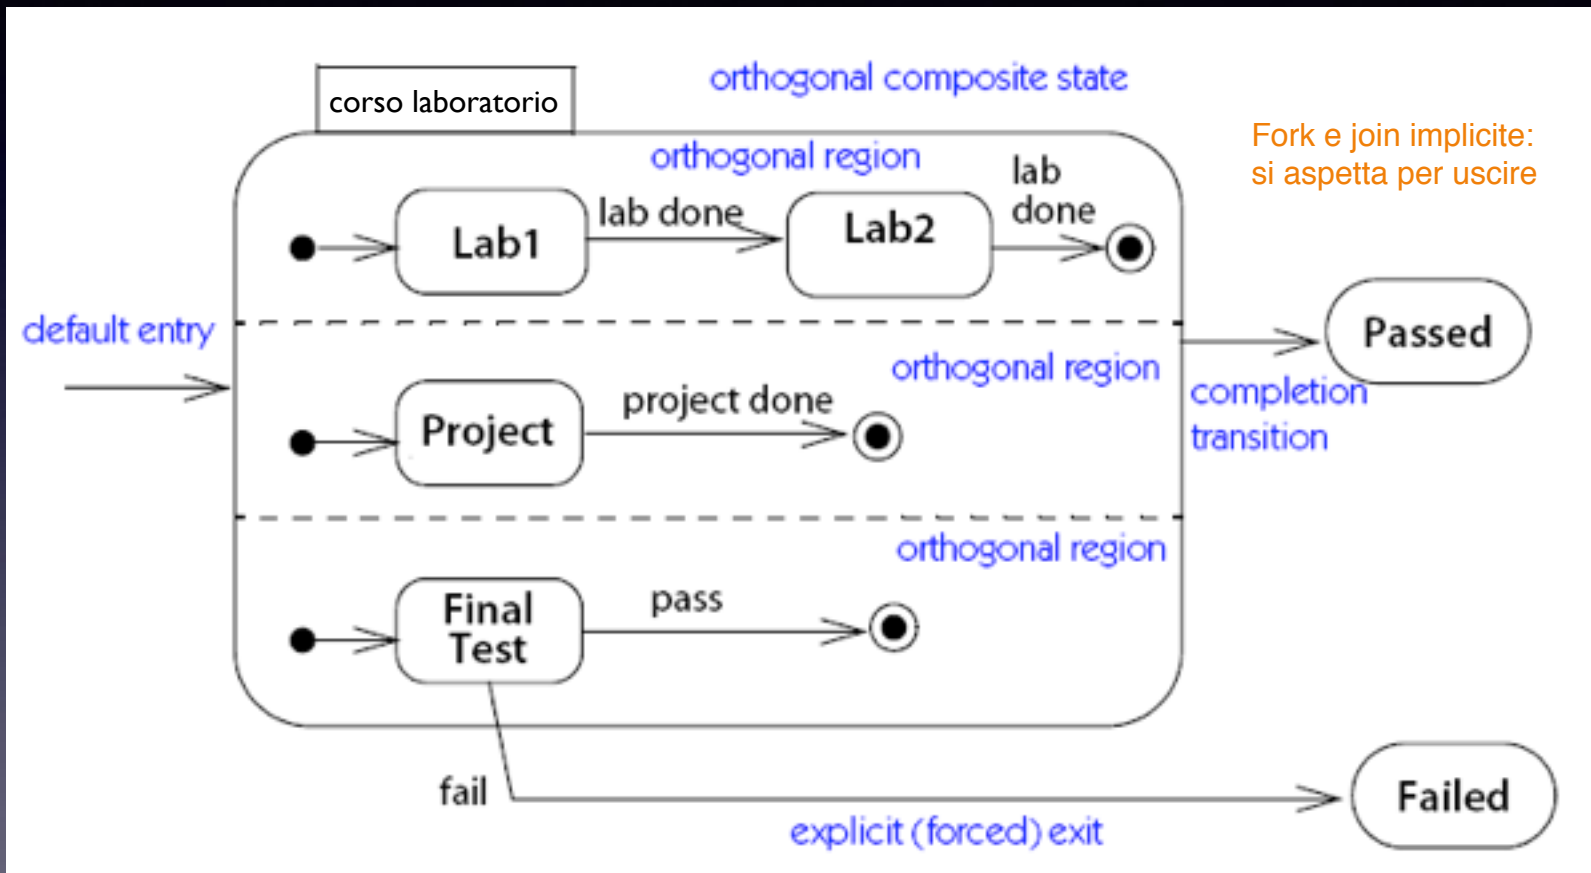 corso laboratorio
orthogonal composite state
Fork e join implicite:
si aspetta per uscire
orthogonal region
lab
done
Lab1
lab done
Lab2
default entry
Passed
orthogonal region
completion
transition
Project
project done
orthogonal region
Final
Test
pass
fail
Failed
explicit (forced) exit